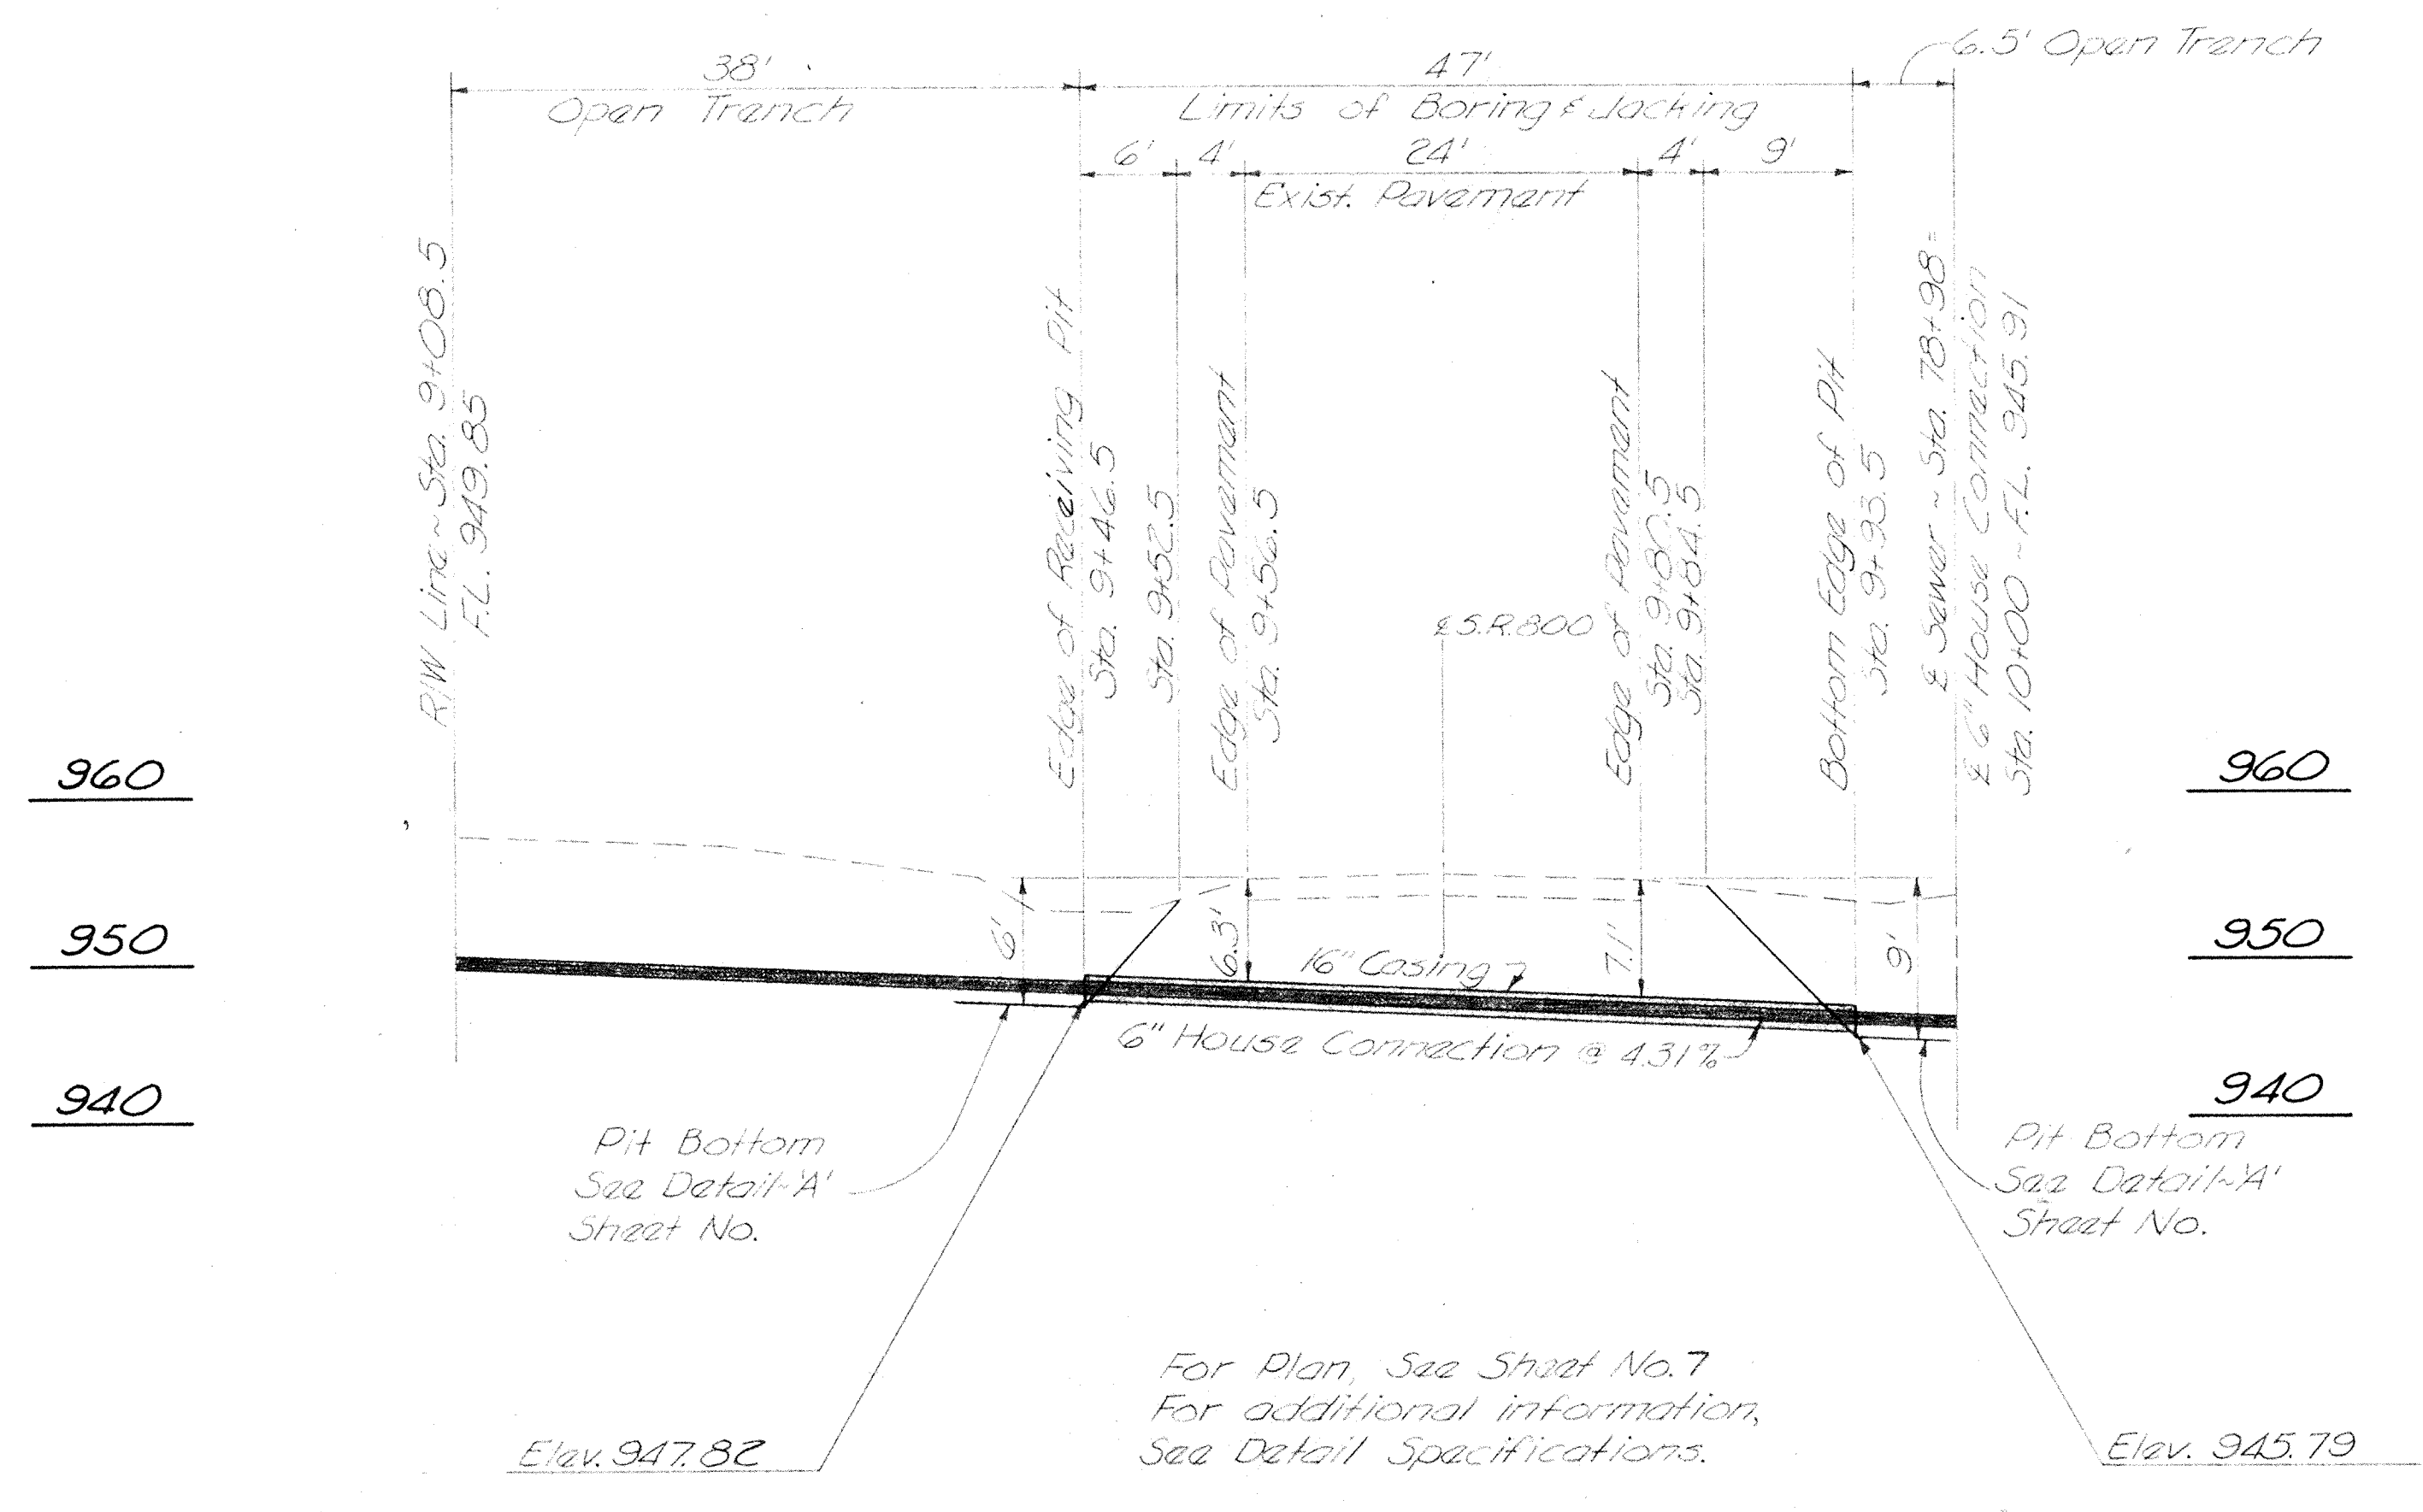 38'
Open Trench
47'
Limits of Boring & Jacking
6.5' Open Trench
6'
4'
24'
4'
9'
Exist. Pavement
R/W Line ~ Sta. 9+08.5
F.L. 949.85
Edge of Receiving Pit
Sta. 9+46.5
Sta. 9+52.5
Edge of Pavement
Sta. 9+56.5
℄ S.R. 800
Edge of Pavement
Sta. 9+80.5
Sta. 9+84.5
Bottom Edge of Pit
Sta. 9+93.5
℄ Sewer ~ Sta. 78+98 =
℄ 6" House Connection
Sta. 10+00 ~ F.L. 945.91
960
960
950
950
940
940
6'
6.3'
16" Casing
7.1'
9'
6" House Connection @ 4.31%
Pit Bottom
See Detail ~ 'A'
Sheet No.
Pit Bottom
See Detail ~ 'A'
Sheet No.
For Plan, See Sheet No. 7
For additional information,
See Detail Specifications.
Elev. 947.82
Elev. 945.79